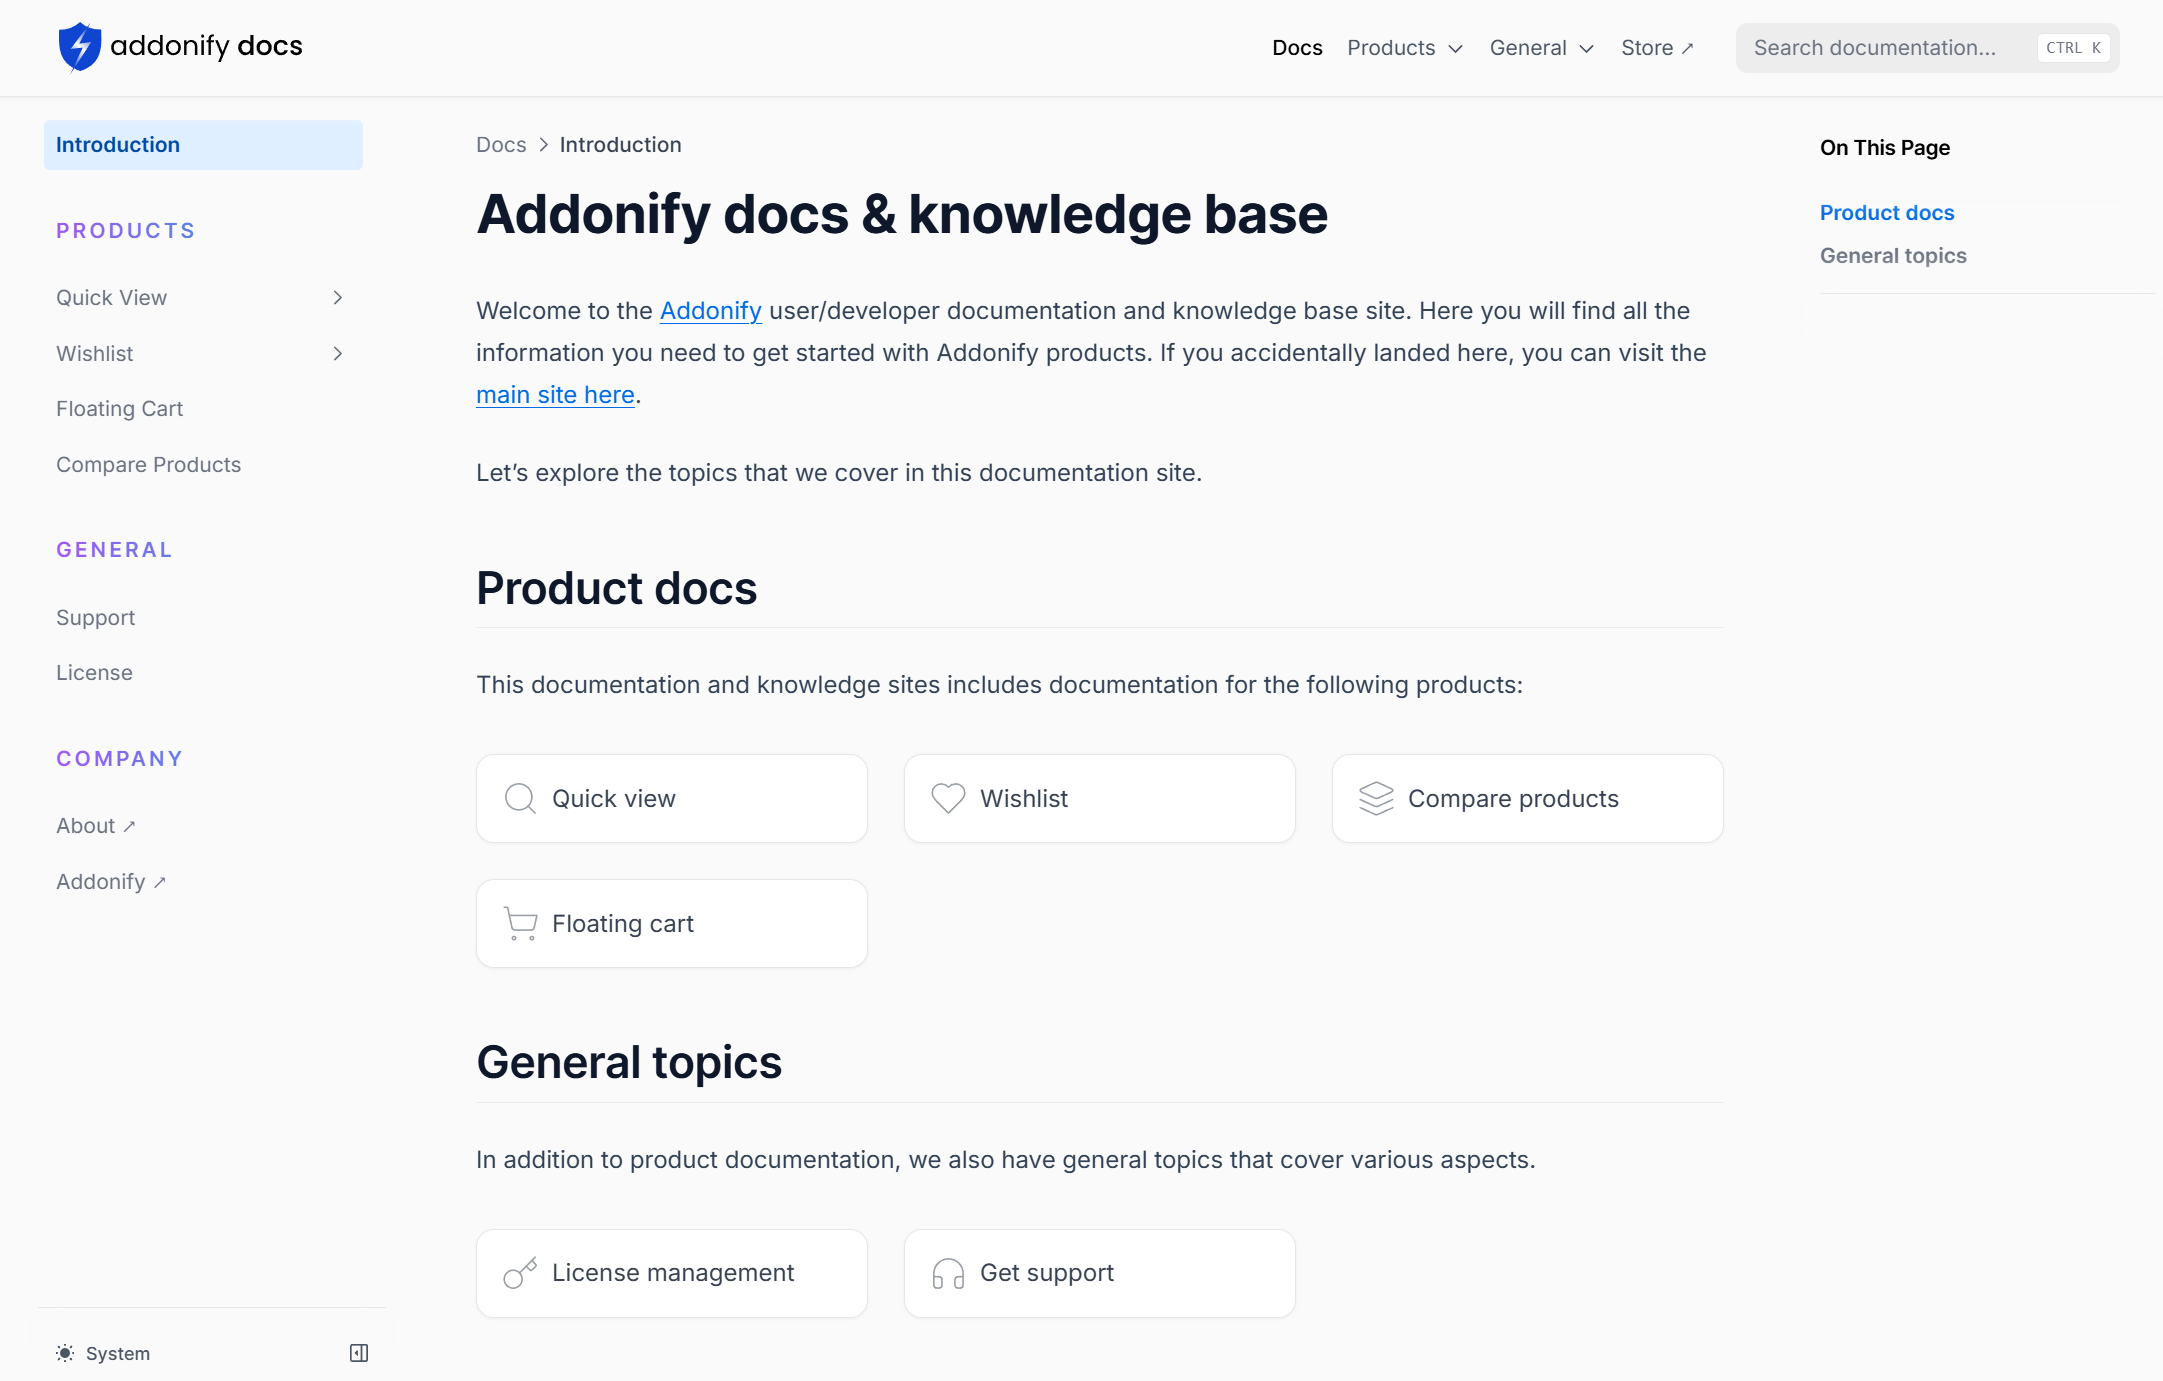 addonify docs
Docs
Products
General
Store ↗
Search documentation...
CTRL K
Introduction
PRODUCTS
Quick View
Wishlist
Floating Cart
Compare Products
GENERAL
Support
License
COMPANY
About ↗
Addonify ↗
System
Docs > Introduction
Addonify docs & knowledge base
Welcome to the Addonify user/developer documentation and knowledge base site. Here you will find all the
information you need to get started with Addonify products. If you accidentally landed here, you can visit the
main site here.
Let’s explore the topics that we cover in this documentation site.
Product docs
This documentation and knowledge sites includes documentation for the following products:
Quick view
Wishlist
Compare products
Floating cart
General topics
In addition to product documentation, we also have general topics that cover various aspects.
License management
Get support
On This Page
Product docs
General topics